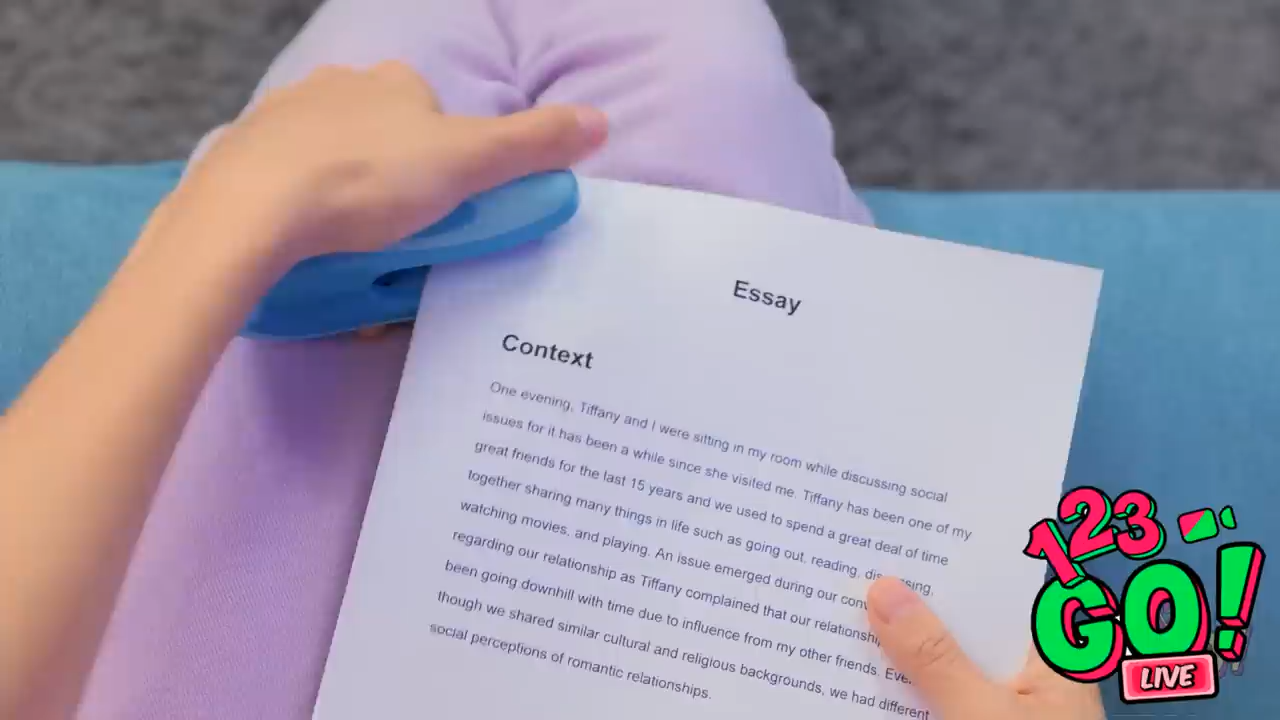 Essay
Context
One evening, Tiffany and I were sitting in my room while discussing social
issues for it has been a while since she visited me. Tiffany has been one of my
great friends for the last 15 years and we used to spend a great deal of time
together sharing many things in life such as going out, reading,
watching movies, and playing. An issue emerged during our
regarding our relationship as Tiffany complained that our
been going downhill with time due to influence from my other friends.
though we shared similar cultural and religious backgrounds, we had different
social perceptions of romantic relationships.
123
GO!
LIVE